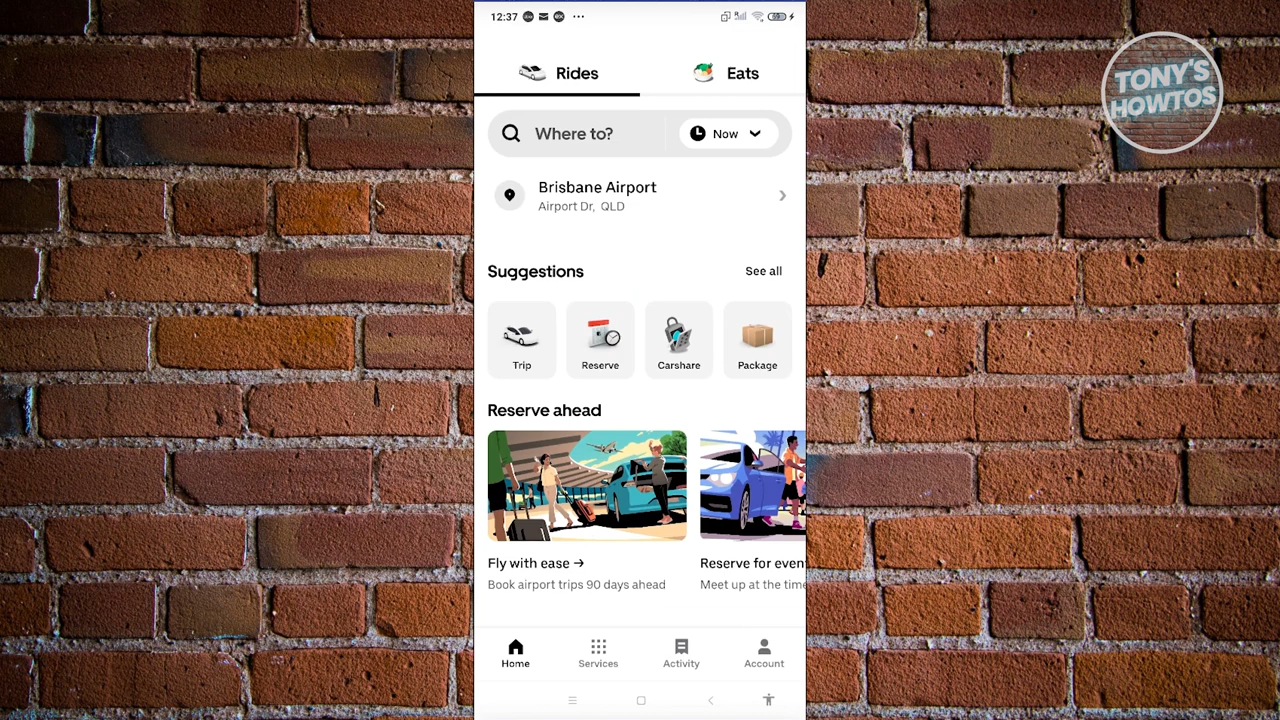 12:37
TONY'S
HOWTOS
Rides
Eats
Where to?
Now
Brisbane Airport
Airport Dr, QLD
Suggestions
See all
Trip
Reserve
Carshare
Package
Reserve ahead
Fly with ease →
Book airport trips 90 days ahead
Reserve for even
Meet up at the time
Home
Services
Activity
Account